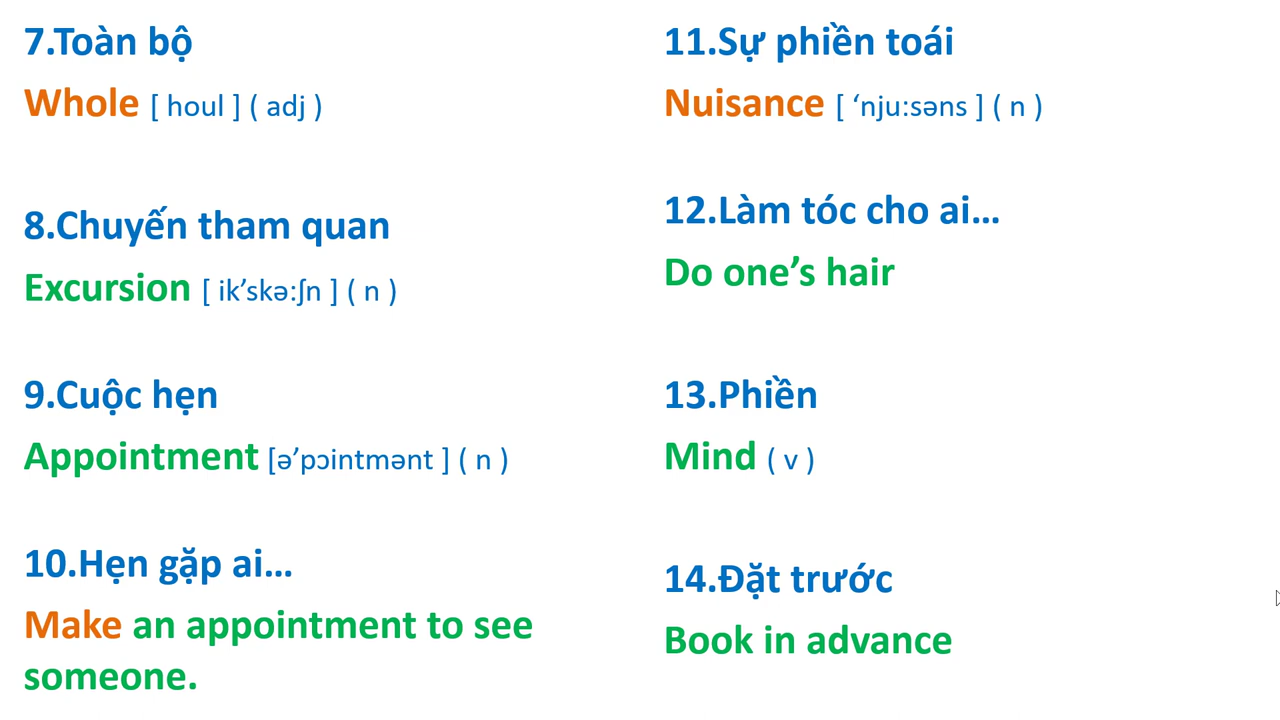 7.Toàn bộ
Whole [ houl ] ( adj )
8.Chuyến tham quan
Excursion [ ik’skə:ʃn ] ( n )
9.Cuộc hẹn
Appointment [ə’pɔintmənt ] ( n )
10.Hẹn gặp ai…
Make an appointment to see
someone.
11.Sự phiền toái
Nuisance [ ‘nju:səns ] ( n )
12.Làm tóc cho ai…
Do one’s hair
13.Phiền
Mind ( v )
14.Đặt trước
Book in advance